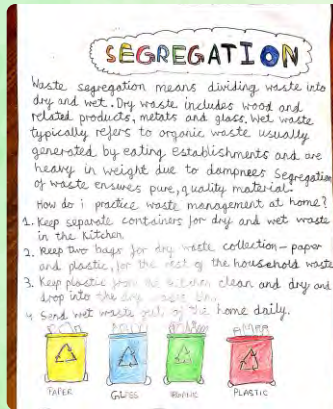 SEGREGATION
Waste segregation means dividing waste into
dry and wet. Dry waste includes wood and
related products, metals and glass. Wet waste
typically refers to organic waste usually
generated by eating establishments and are
heavy in weight due to dampness segregation
of waste ensures pure, quality material.
How do i practice waste management at home?
1. Keep separate containers for dry and wet waste
in the kitchen
2. Keep two bags for dry waste collection - paper
and plastic, for the rest of the household waste
3. Keep plastic from the kitchen clean and dry and
drop into the dry waste bin.
4. Send wet waste out of the home daily.
PAPER GLASS ORGANIC PLASTIC